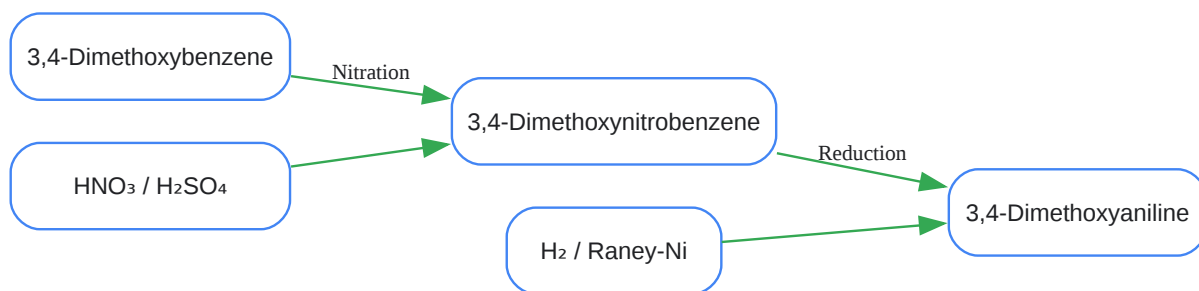 3,4-Dimethoxybenzene
Nitration
HNO₃ / H₂SO₄
3,4-Dimethoxynitrobenzene
Reduction
H₂ / Raney-Ni
3,4-Dimethoxyaniline